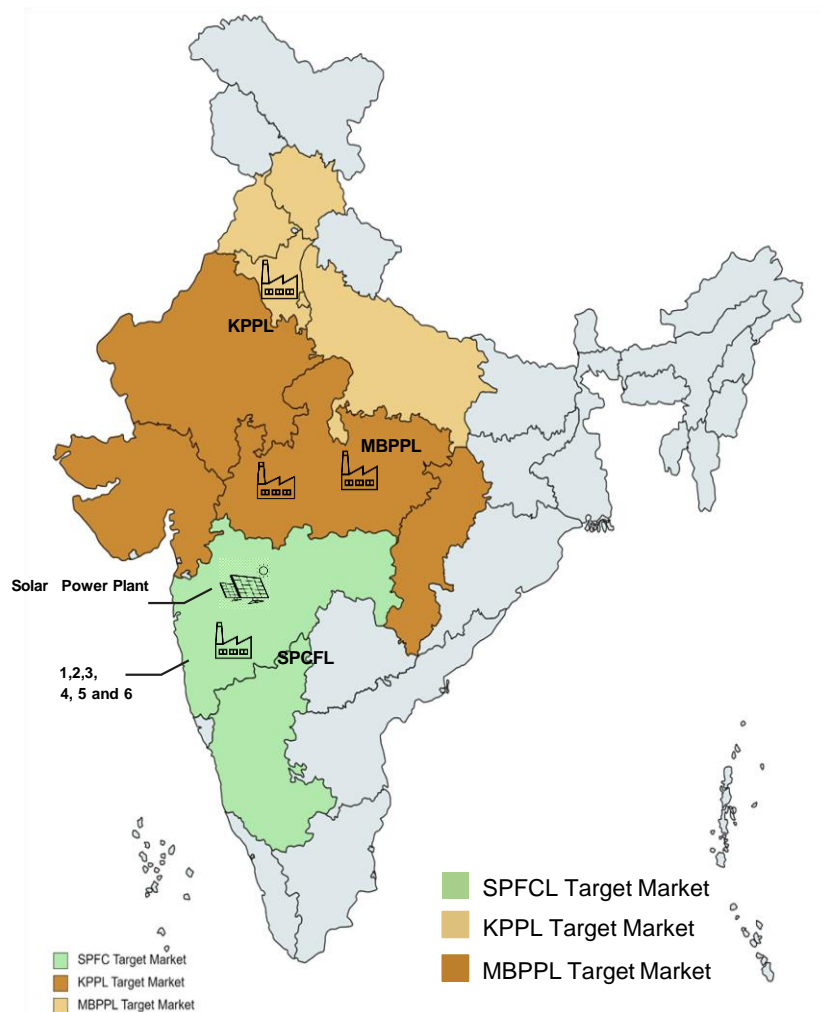 KPPL
MBPPL
Solar Power Plant
SPCFL
1,2,3,
4, 5 and 6
SPFCL Target Market
KPPL Target Market
MBPPL Target Market
SPFC Target Market
KPPL Target Market
MBPPL Target Market